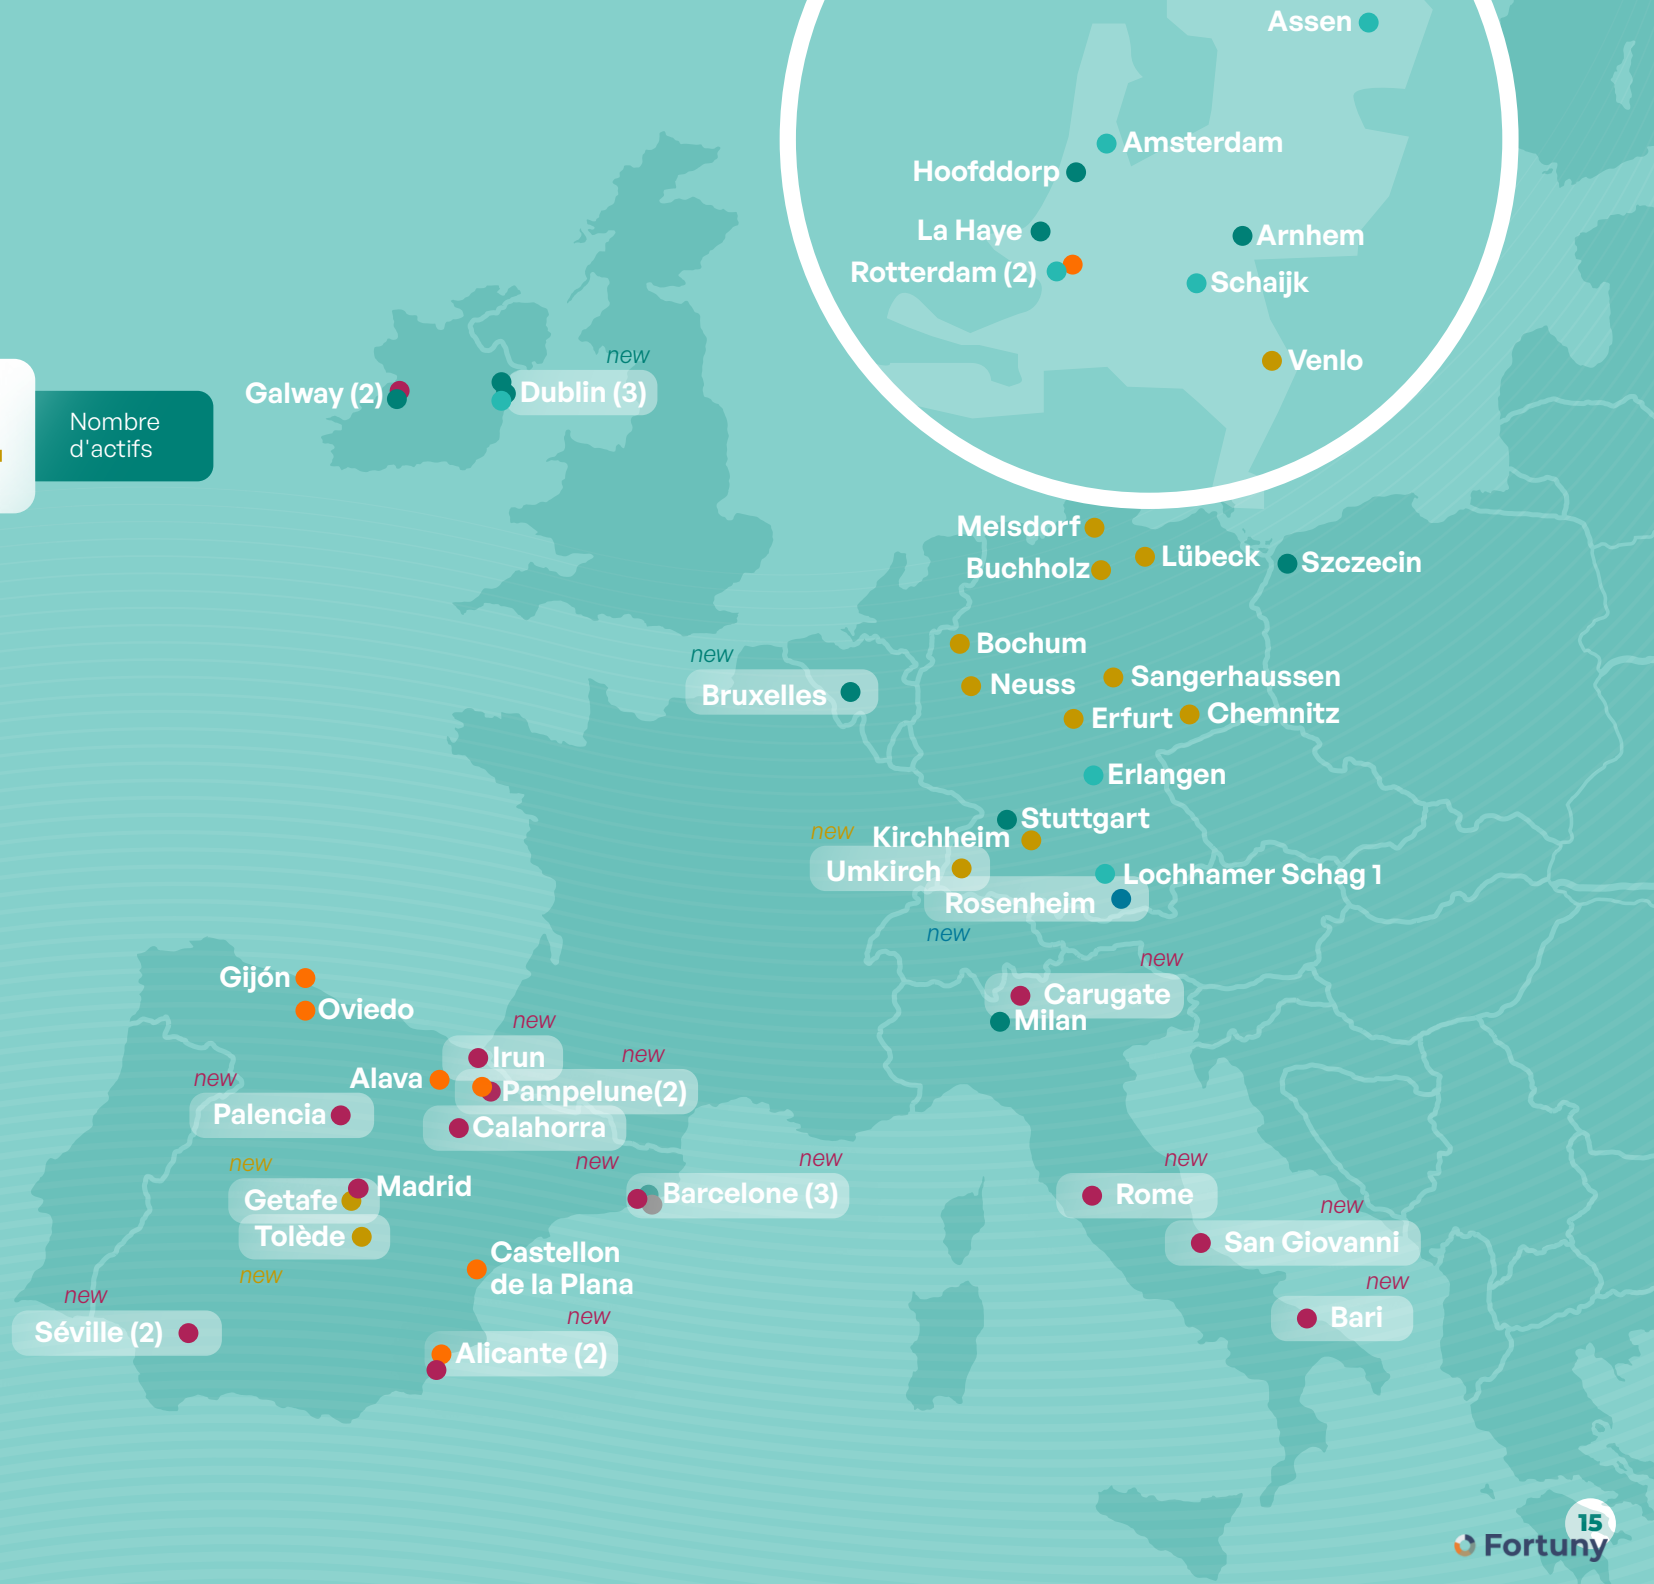 Assen
Amsterdam
Hoofddorp
La Haye
Arnhem
Rotterdam (2)
Schaijk
Venlo
new
Galway (2)
Dublin (3)
Nombre
d'actifs
Melsdorf
Lübeck
Buchholz
Szczecin
Bochum
new
Bruxelles
Neuss
Sangerhaussen
Erfurt
Chemnitz
Erlangen
Stuttgart
new
Kirchheim
Umkirch
Lochhamer Schag 1
Rosenheim
new
new
Carugate
Milan
Gijón
Oviedo
new
Irun
new
Alava
Pampelune(2)
new
Palencia
Calahorra
new
new
new
Madrid
Getafe
Barcelone (3)
Tolède
new
new
Rome
new
San Giovanni
new
Bari
Castellon
de la Plana
new
Séville (2)
new
Alicante (2)
15
Fortuny